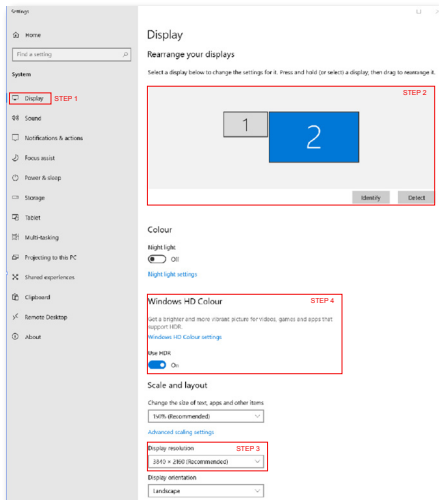 Settings
Home
Find a setting
System
Display STEP 1
Sound
Notifications & actions
Focus assist
Power & sleep
Storage
Tablet
Multi-tasking
Projecting to this PC
Shared experiences
Clipboard
Remote Desktop
About
Display
Rearrange your displays
Select a display below to change the settings for it. Press and hold (or select) a display, then drag to rearrange it.
STEP 2
1
2
Identify Detect
Colour
Night light
Off
Night light settings
Windows HD Colour STEP 4
Get a brighter and more vibrant picture for videos, games and apps that
support HDR.
Windows HD Colour settings
Use HDR
On
Scale and layout
Change the size of text, apps and other items
150% (Recommended)
Advanced scaling settings
Display resolution STEP 3
3840 × 2160 (Recommended)
Display orientation
Landscape